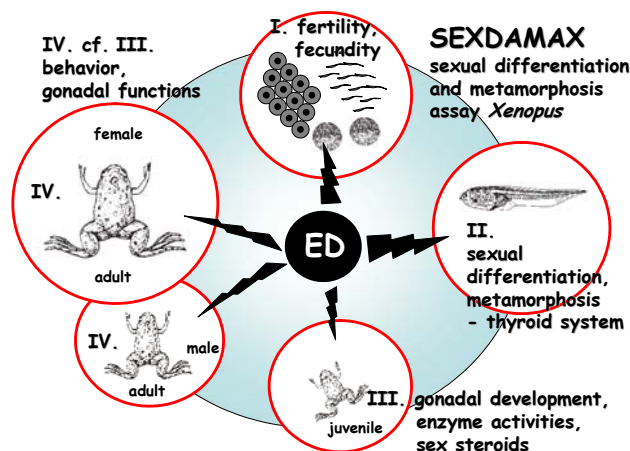 I. fertility,
fecundity
SEXDAMAX
sexual differentiation
and metamorphosis
assay Xenopus
IV. cf. III.
behavior,
gonadal functions
female
IV.
adult
ED
II.
sexual
differentiation,
metamorphosis
- thyroid system
IV.
male
adult
III. gonadal development,
enzyme activities,
sex steroids
juvenile